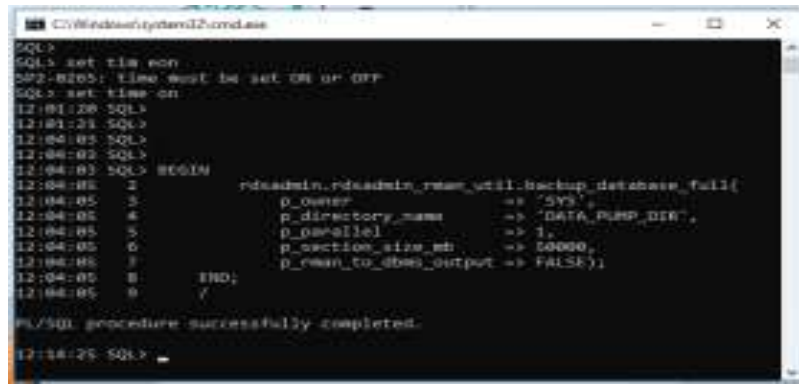 C:\Windows\system32\cmd.exe
SQL>
SQL> set tim eon
SP2-0265: time must be set ON or OFF
SQL> set time on
12:01:20 SQL>
12:01:21 SQL>
12:04:03 SQL>
12:04:03 SQL>
12:04:03 SQL> BEGIN
12:04:05 2 rdsadmin.rdsadmin_rman_util.backup_database_full(
12:04:05 3 p_owner => 'SYS',
12:04:05 4 p_directory_name => 'DATA_PUMP_DIR',
12:04:05 5 p_parallel => 1,
12:04:05 6 p_section_size_mb => 50000,
12:04:05 7 p_rman_to_dbms_output => FALSE);
12:04:05 8 END;
12:04:05 9 /
PL/SQL procedure successfully completed.
12:14:25 SQL>